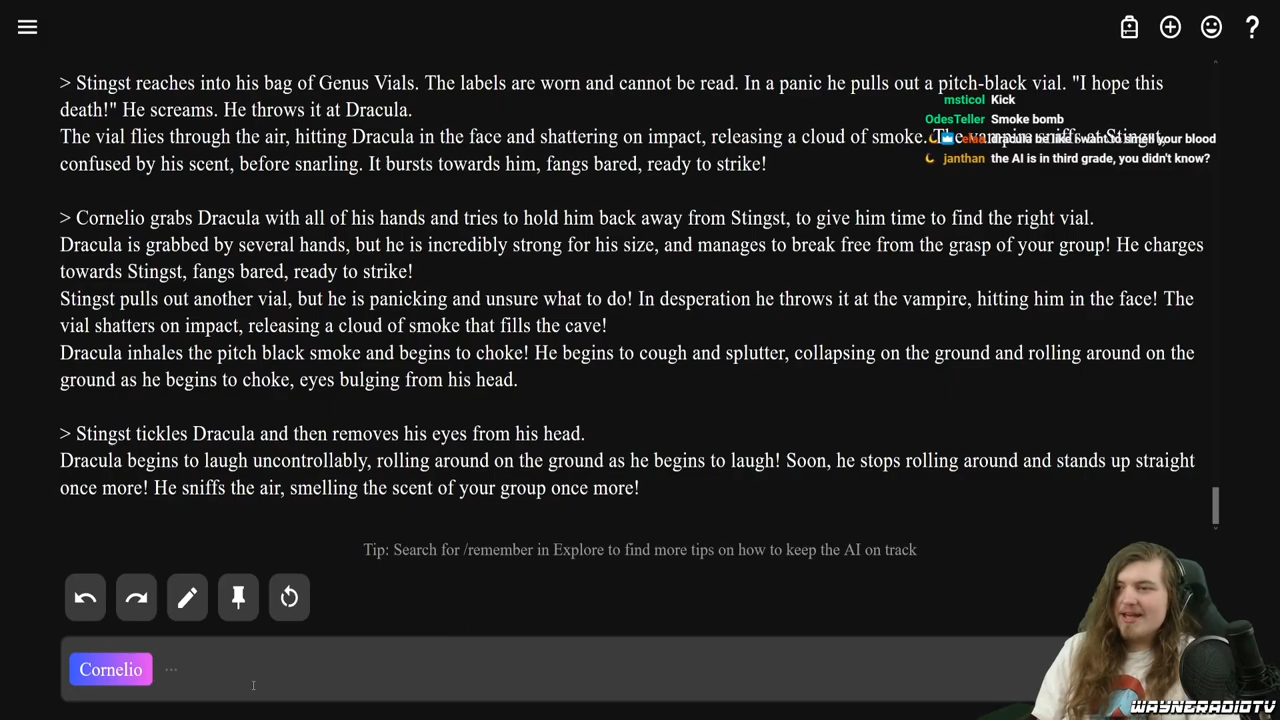 > Stingst reaches into his bag of Genus Vials. The labels are worn and cannot be read. In a panic he pulls out a pitch-black vial. "I hope this
death!" He screams. He throws it at Dracula.
msticol Kick
OdesTeller Smoke bomb
The vial flies through the air, hitting Dracula in the face and shattering on impact, releasing a cloud of smoke. The vampire sniffs at Stingst,
dracula be like i want to smell your blood
confused by his scent, before snarling. It bursts towards him, fangs bared, ready to strike!
janthan the AI is in third grade, you didn't know?
> Cornelio grabs Dracula with all of his hands and tries to hold him back away from Stingst, to give him time to find the right vial.
Dracula is grabbed by several hands, but he is incredibly strong for his size, and manages to break free from the grasp of your group! He charges
towards Stingst, fangs bared, ready to strike!
Stingst pulls out another vial, but he is panicking and unsure what to do! In desperation he throws it at the vampire, hitting him in the face! The
vial shatters on impact, releasing a cloud of smoke that fills the cave!
Dracula inhales the pitch black smoke and begins to choke! He begins to cough and splutter, collapsing on the ground and rolling around on the
ground as he begins to choke, eyes bulging from his head.
> Stingst tickles Dracula and then removes his eyes from his head.
Dracula begins to laugh uncontrollably, rolling around on the ground as he begins to laugh! Soon, he stops rolling around and stands up straight
once more! He sniffs the air, smelling the scent of your group once more!
Tip: Search for /remember in Explore to find more tips on how to keep the AI on track
Cornelio ...
WAYNERADIOTV